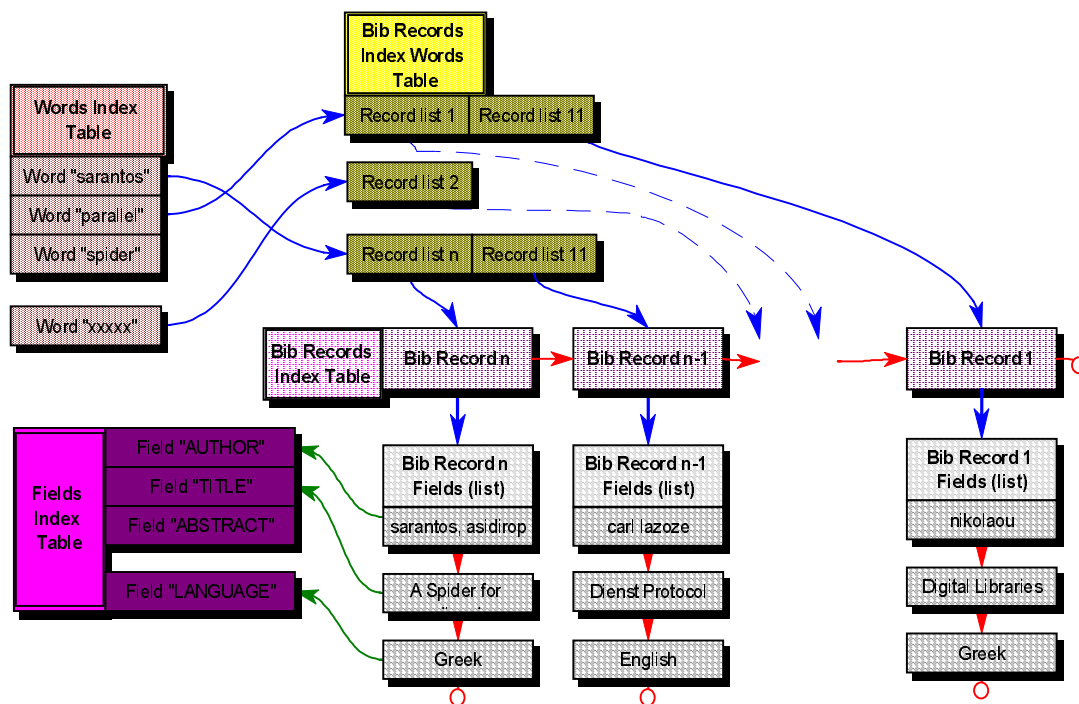 Bib Records
Index Words
Table
Record list 1
Record list 11
Words Index
Table
Word "sarantos"
Word "parallel"
Word "spider"
Word "xxxxx"
Record list 2
Record list n
Record list 11
Bib Records
Index Table
Bib Record n
Bib Record n-1
Bib Record 1
Fields
Index
Table
Field "AUTHOR"
Field "TITLE"
Field "ABSTRACT"
Field "LANGUAGE"
Bib Record n
Fields (list)
sarantos, asidirop
A Spider for
Greek
Bib Record n-1
Fields (list)
carl lazoze
Dienst Protocol
English
Bib Record 1
Fields (list)
nikolaou
Digital Libraries
Greek